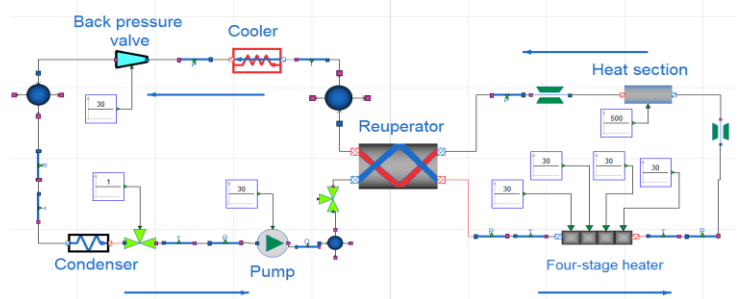 Back pressure
valve
Cooler
Heat section
30
500
Reuperator
30
30
30
30
1
30
Condenser
Pump
Four-stage heater